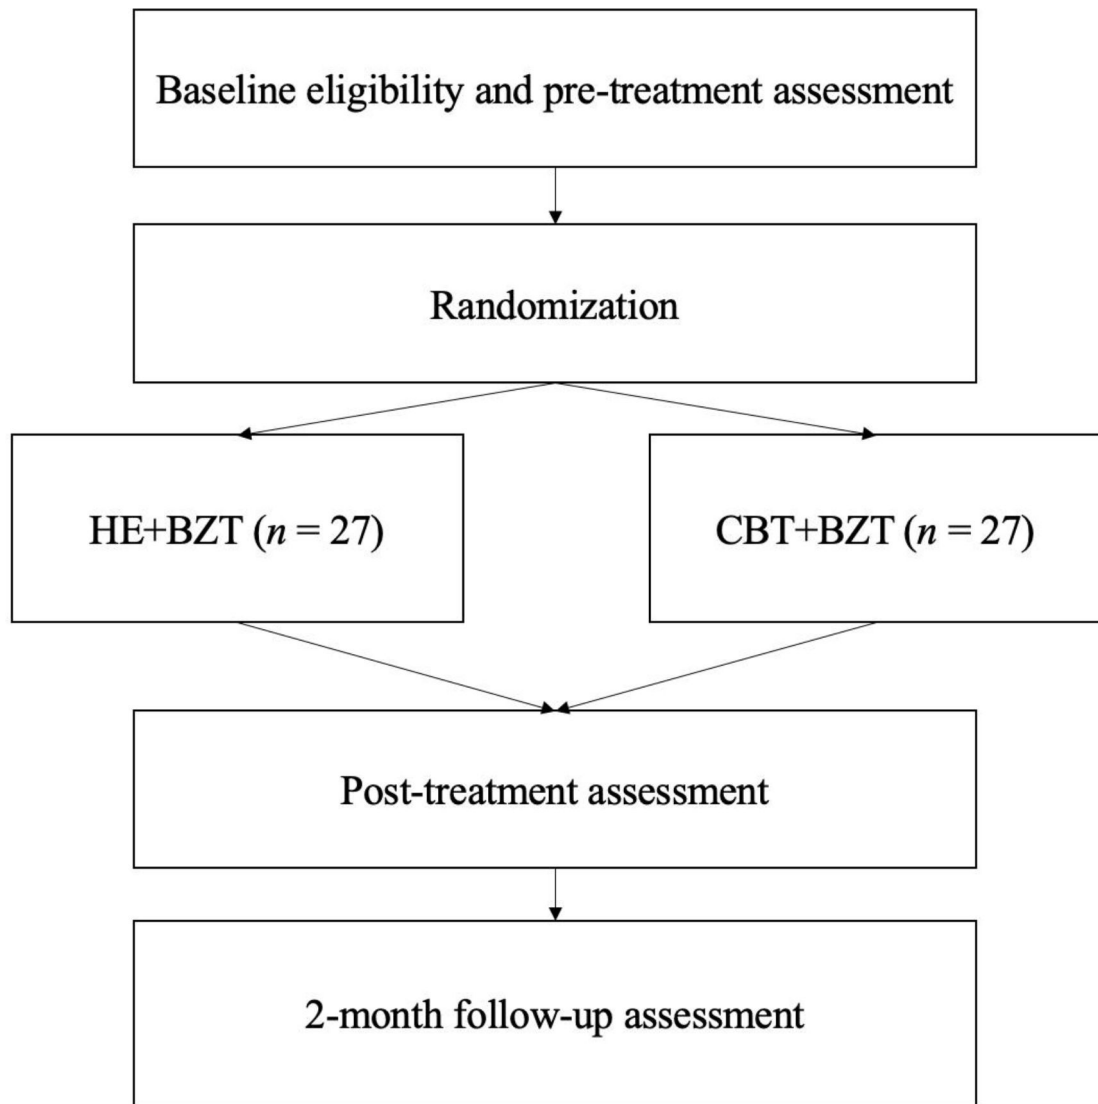 Baseline eligibility and pre-treatment assessment
Randomization
HE+BZT (n = 27)
CBT+BZT (n = 27)
Post-treatment assessment
2-month follow-up assessment